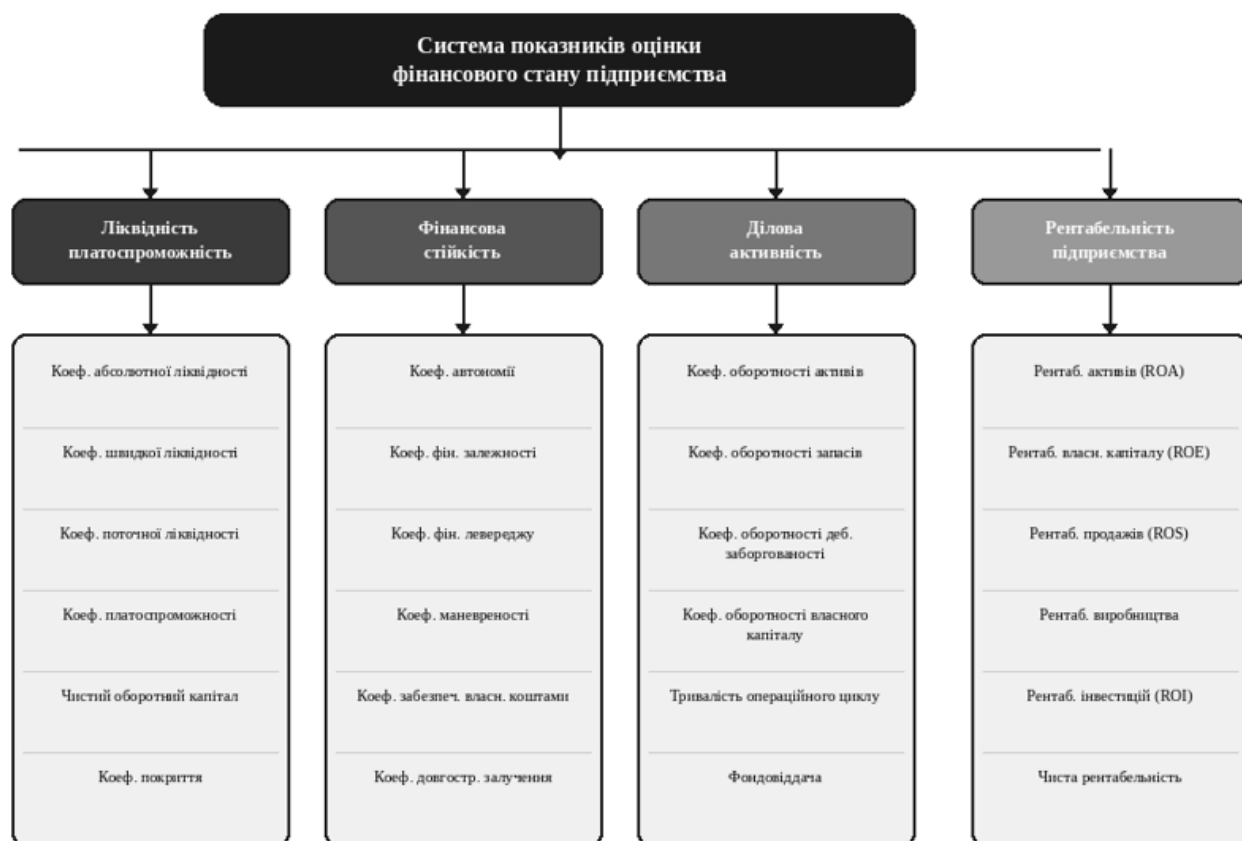 Система показників оцінки
фінансового стану підприємства
Ліквідність
платоспроможність
Фінансова
стійкість
Ділова
активність
Рентабельність
підприємства
Коеф. абсолютної ліквідності
Коеф. швидкої ліквідності
Коеф. поточної ліквідності
Коеф. платоспроможності
Чистий оборотний капітал
Коеф. покриття
Коеф. автономії
Коеф. фін. залежності
Коеф. фін. левереджу
Коеф. маневреності
Коеф. забезпеч. власн. коштами
Коеф. довгостр. залучення
Коеф. оборотності активів
Коеф. оборотності запасів
Коеф. оборотності деб.
заборгованості
Коеф. оборотності власного
капіталу
Тривалість операційного циклу
Фондовіддача
Рентаб. активів (ROA)
Рентаб. власн. капіталу (ROE)
Рентаб. продажів (ROS)
Рентаб. виробництва
Рентаб. інвестицій (ROI)
Чиста рентабельність